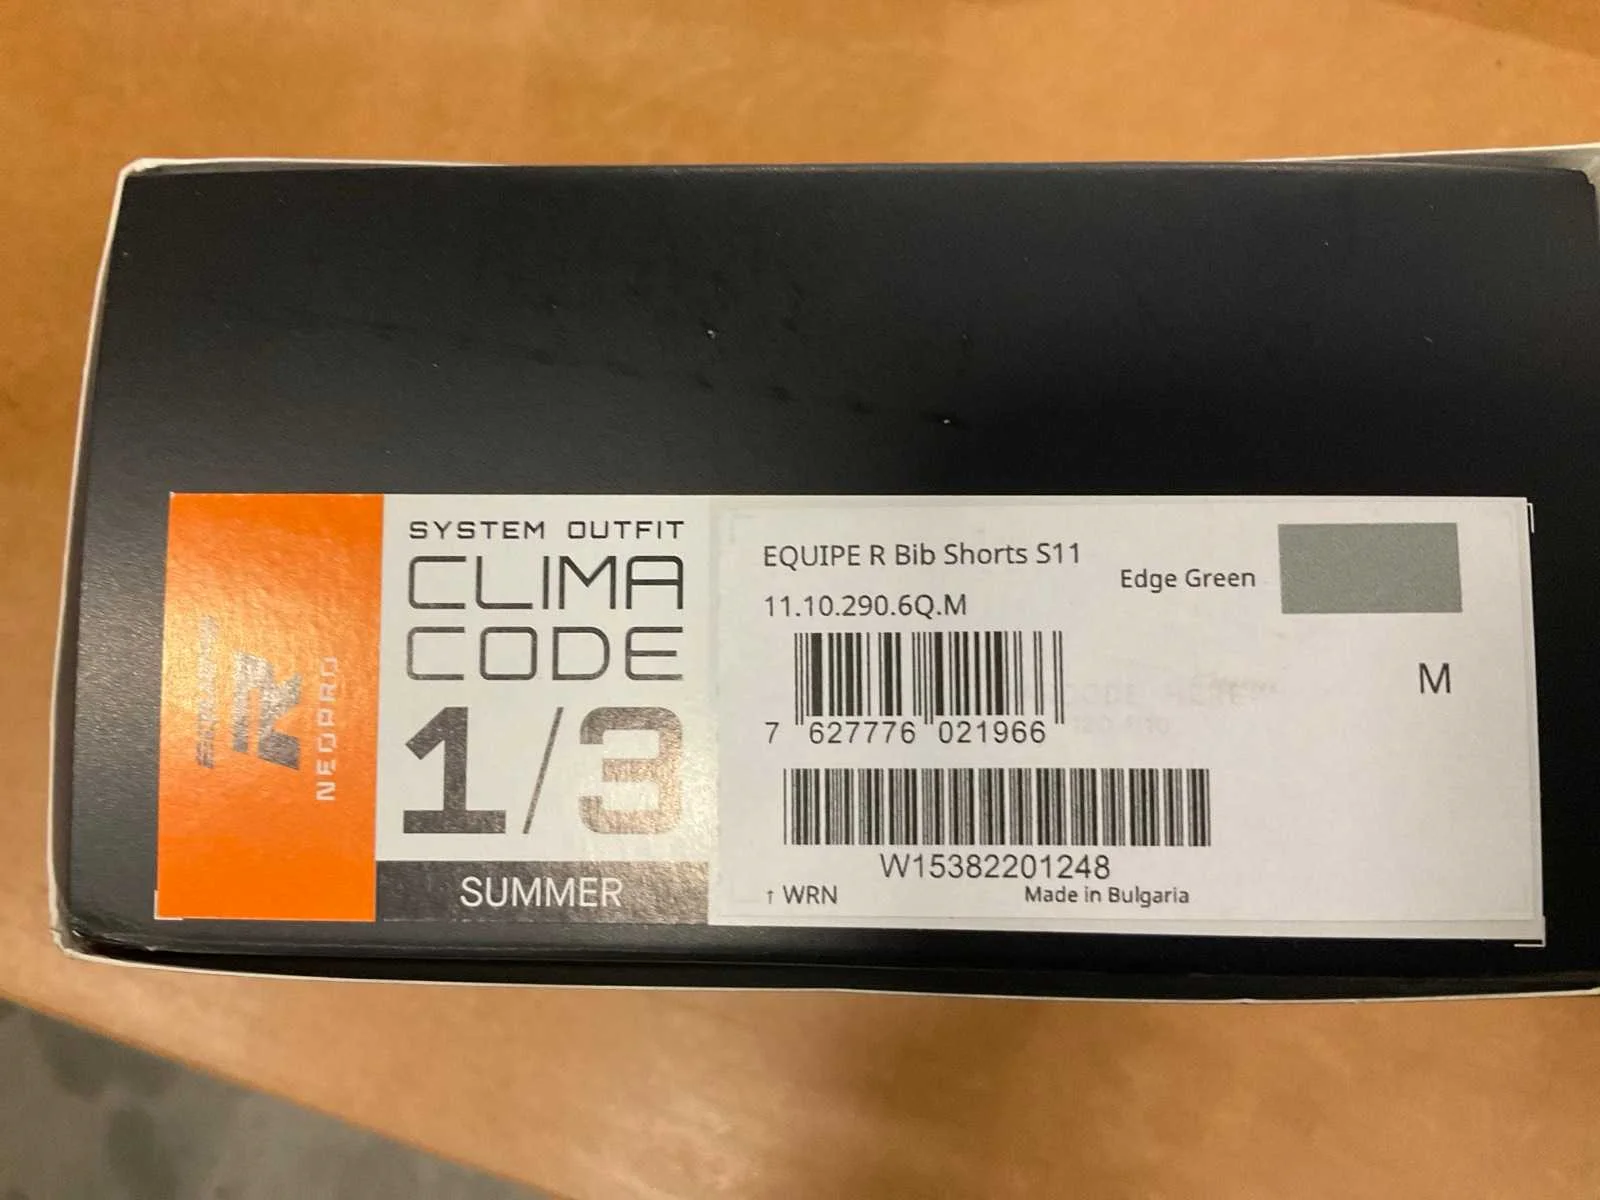 EQUIPE
R
NEOPRO
SYSTEM OUTFIT
CLIMA
CODE
1/3
SUMMER
EQUIPE R Bib Shorts S11
11.10.290.6Q.M
Edge Green
M
7 627776 021966
W15382201248
↑ WRN
Made in Bulgaria